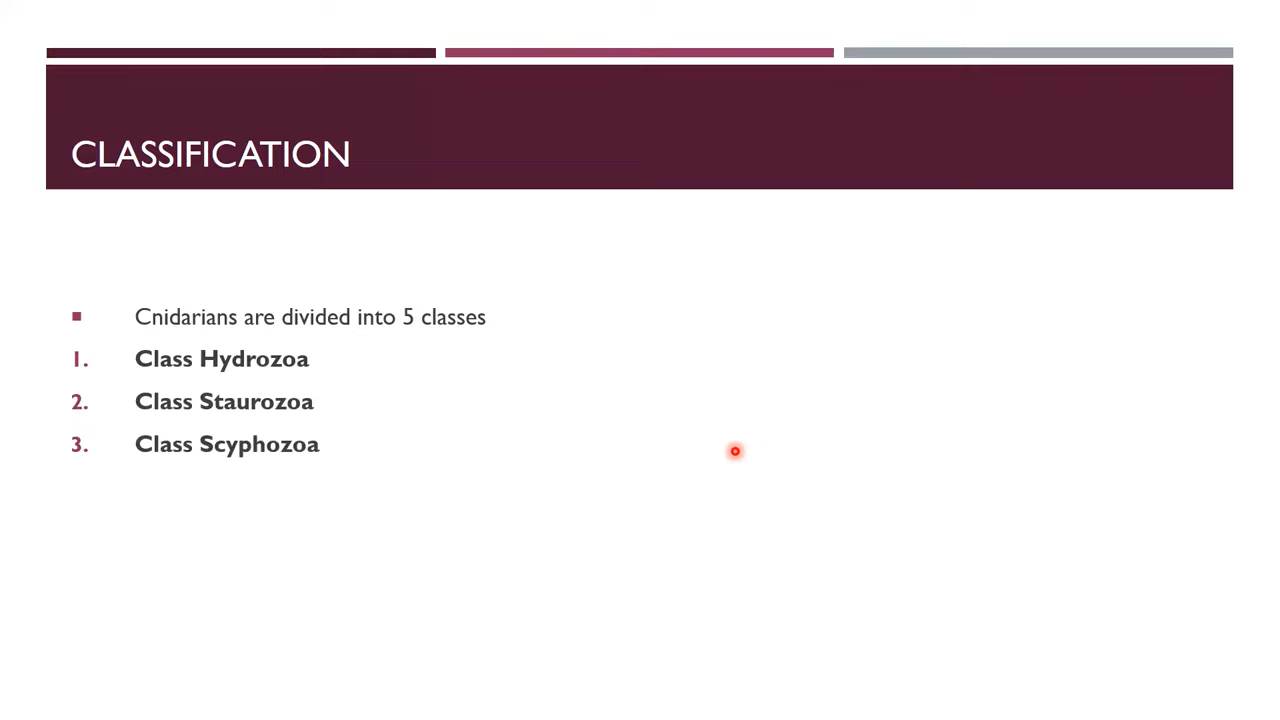 CLASSIFICATION
■ Cnidarians are divided into 5 classes
1. Class Hydrozoa
2. Class Staurozoa
3. Class Scyphozoa